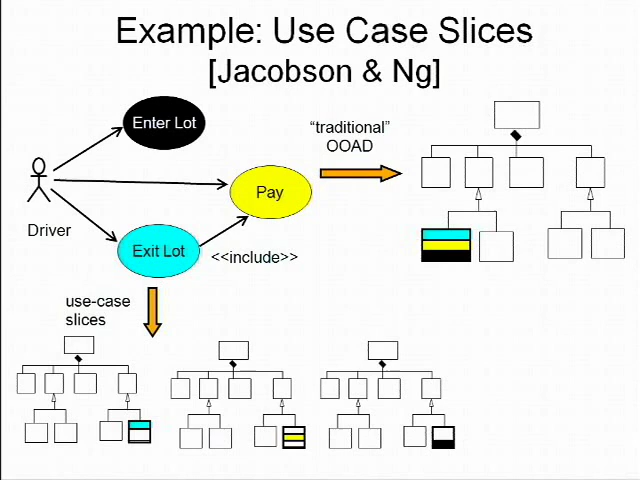 Example: Use Case Slices
[Jacobson & Ng]
Enter Lot
"traditional"
OOAD
Pay
Driver
Exit Lot
<<include>>
use-case
slices